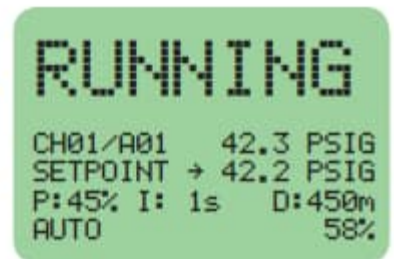 RUNNING
CH01/A01 42.3 PSIG
SETPOINT → 42.2 PSIG
P:45% I: 1s D:450m
AUTO 58%